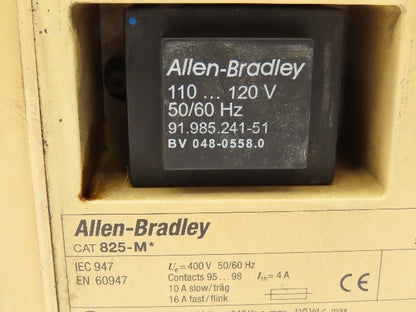 Allen-Bradley
110 ... 120 V
50/60 Hz
91.985.241-51
BV 048-0558.0
Allen-Bradley
CAT 825-M*
IEC 947
EN 60947
Ue = 400 V 50/60 Hz
Contacts 95 ... 98 Ith = 4 A
10 A slow / träg
16 A fast / flink
CE